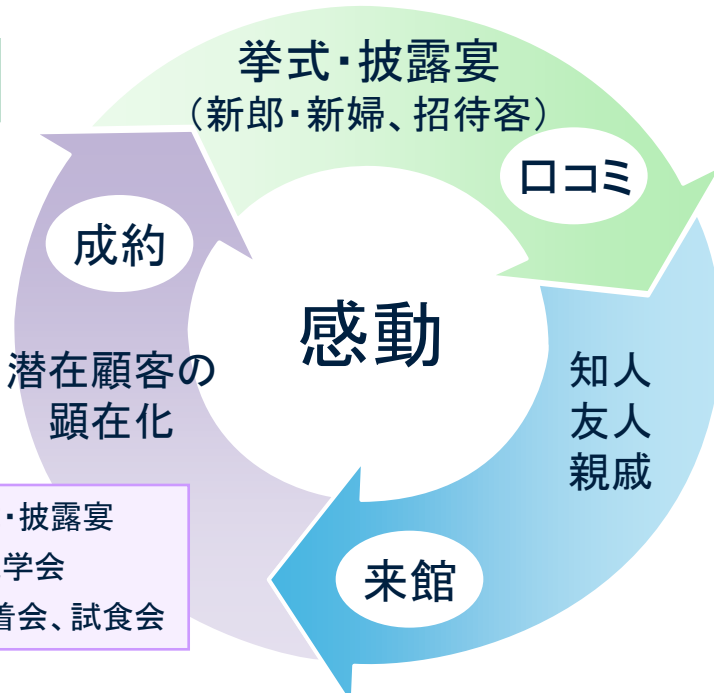 挙式・披露宴
（新郎・新婦、招待客）
口コミ
成約
感動
潜在顧客の
顕在化
知人
友人
親戚
・披露宴
学会
着会、試食会
来館